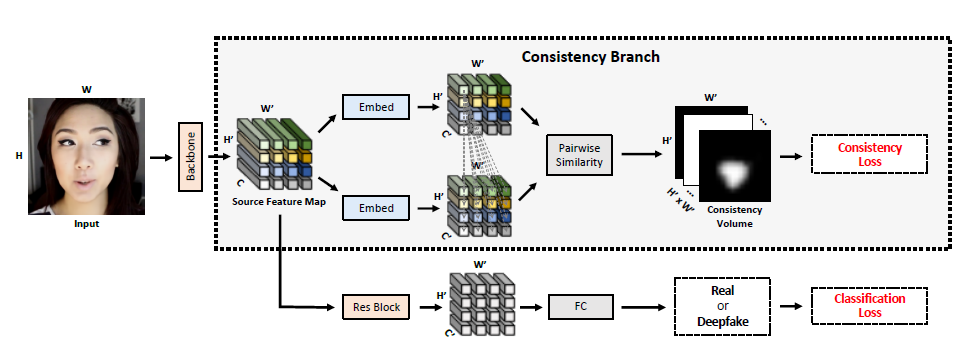 Consistency Branch
W
H
Input
Backbone
W'
H'
C
Source Feature Map
Embed
Embed
W'
H'
C'
W'
H'
C'
Pairwise
Similarity
W'
H'
H' x W'
...
...
Consistency
Volume
Consistency
Loss
Res Block
W'
H'
C'
FC
Real
or
Deepfake
Classification
Loss